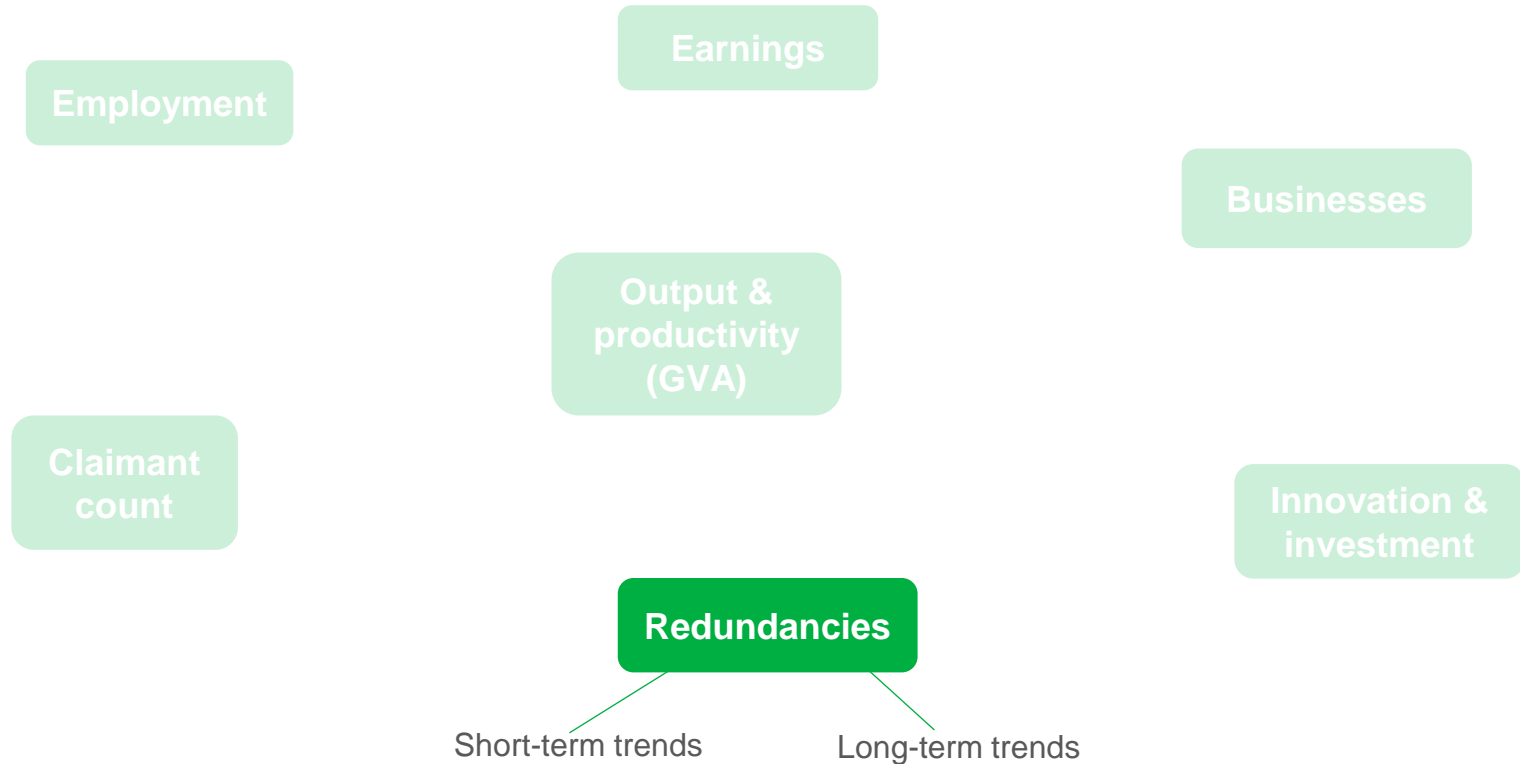 Earnings
Employment
Businesses
Output &
productivity
(GVA)
Claimant
count
Innovation &
investment
Redundancies
Short-term trends
Long-term trends